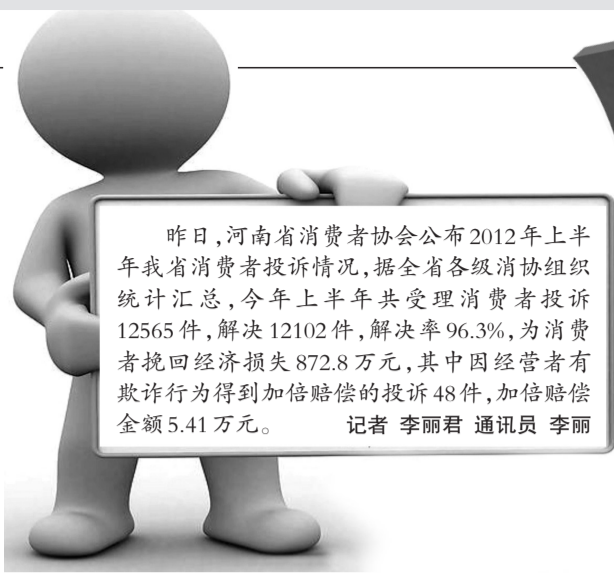 昨日,河南省消费者协会公布2012年上半
年我省消费者投诉情况,据全省各级消协组织
统计汇总,今年上半年共受理消费者投诉
12565件,解决12102件,解决率96.3%,为消费
者挽回经济损失872.8万元,其中因经营者有
欺诈行为得到加倍赔偿的投诉48件,加倍赔偿
金额5.41万元。 记者 李丽君 通讯员 李丽